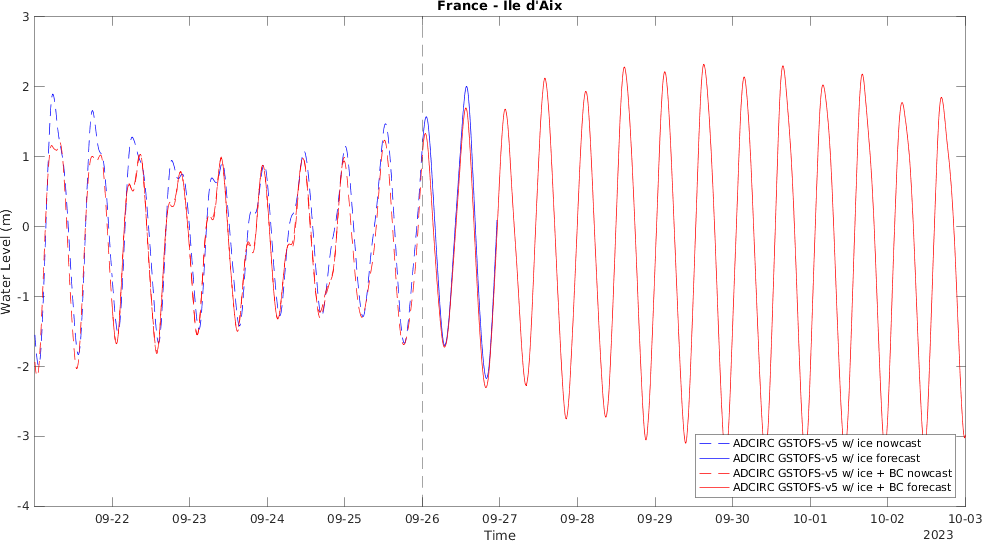 France - Ile d'Aix
Water Level (m)
3
2
1
0
-1
-2
-3
-4
ADCIRC GSTOFS-v5 w/ ice nowcast
ADCIRC GSTOFS-v5 w/ ice forecast
ADCIRC GSTOFS-v5 w/ ice + BC nowcast
ADCIRC GSTOFS-v5 w/ ice + BC forecast
09-22 09-23 09-24 09-25 09-26 09-27 09-28 09-29 09-30 10-01 10-02 10-03
2023
Time